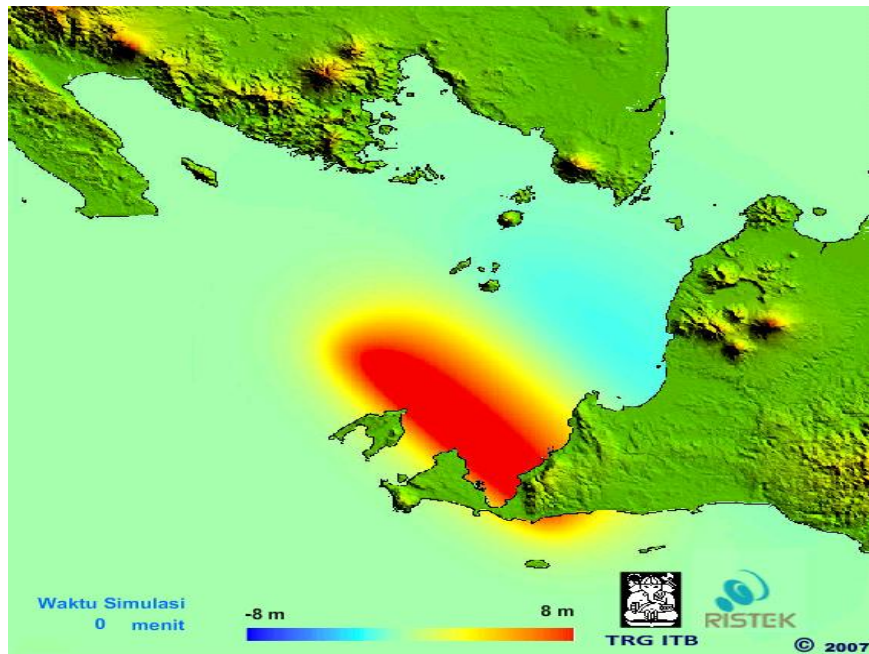 Waktu Simulasi
0 menit
-8 m
8 m
TRG ITB
RISTEK
© 2007